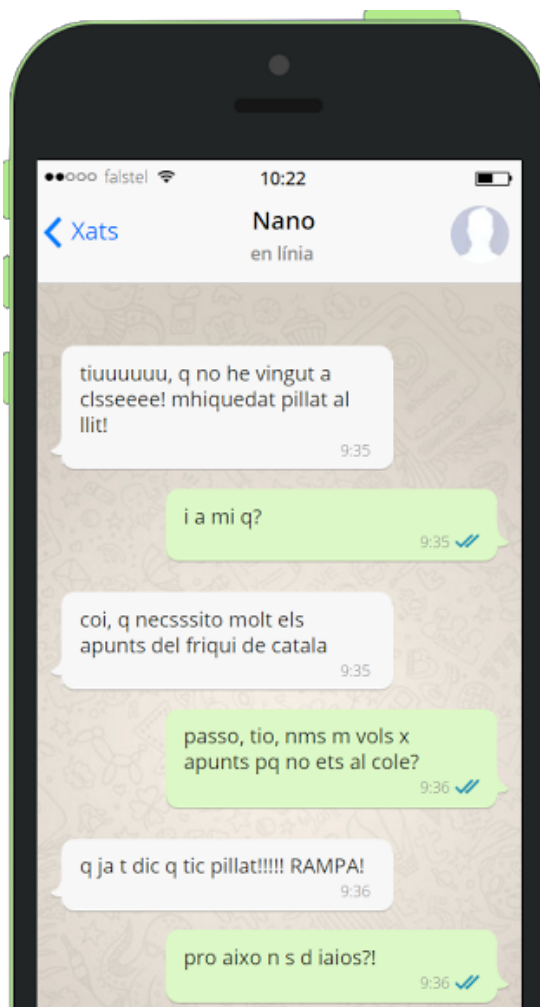 falstel 10:22
Xats Nano
en línia
tiuuuuuu, q no he vingut a
clsseeee! mhiquedat pillat al
llit!
9:35
i a mi q?
9:35
coi, q necsssito molt els
apunts del friqui de catala
9:35
passo, tio, nms m vols x
apunts pq no ets al cole?
9:36
q ja t dic q tic pillat!!!!! RAMPA!
9:36
pro aixo n s d iaios?!
9:36